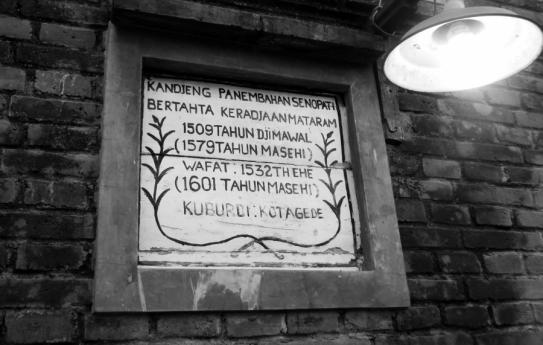 KANDJENG PANEMBAHAN SENOPATI
BERTAHTA KERADJAAN MATARAM
1509 TAHUN DJIMAWAL
(1579 TAHUN MASEHI)
WAFAT : 1532 TH EHE
(1601 TAHUN MASEHI)
KUBUR DI : KOTAGEDE